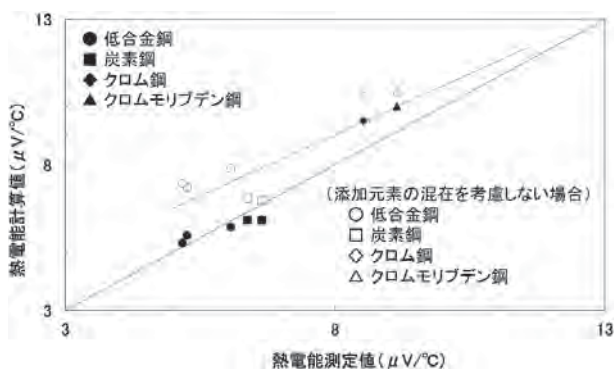 13
●低合金鋼
■炭素鋼
◆クロム鋼
▲クロムモリブデン鋼
熱電能計算値(μV/℃)
8
(添加元素の混在を考慮しない場合)
○低合金鋼
□炭素鋼
◇クロム鋼
△クロムモリブデン鋼
3
3
8
13
熱電能測定値(μV/℃)